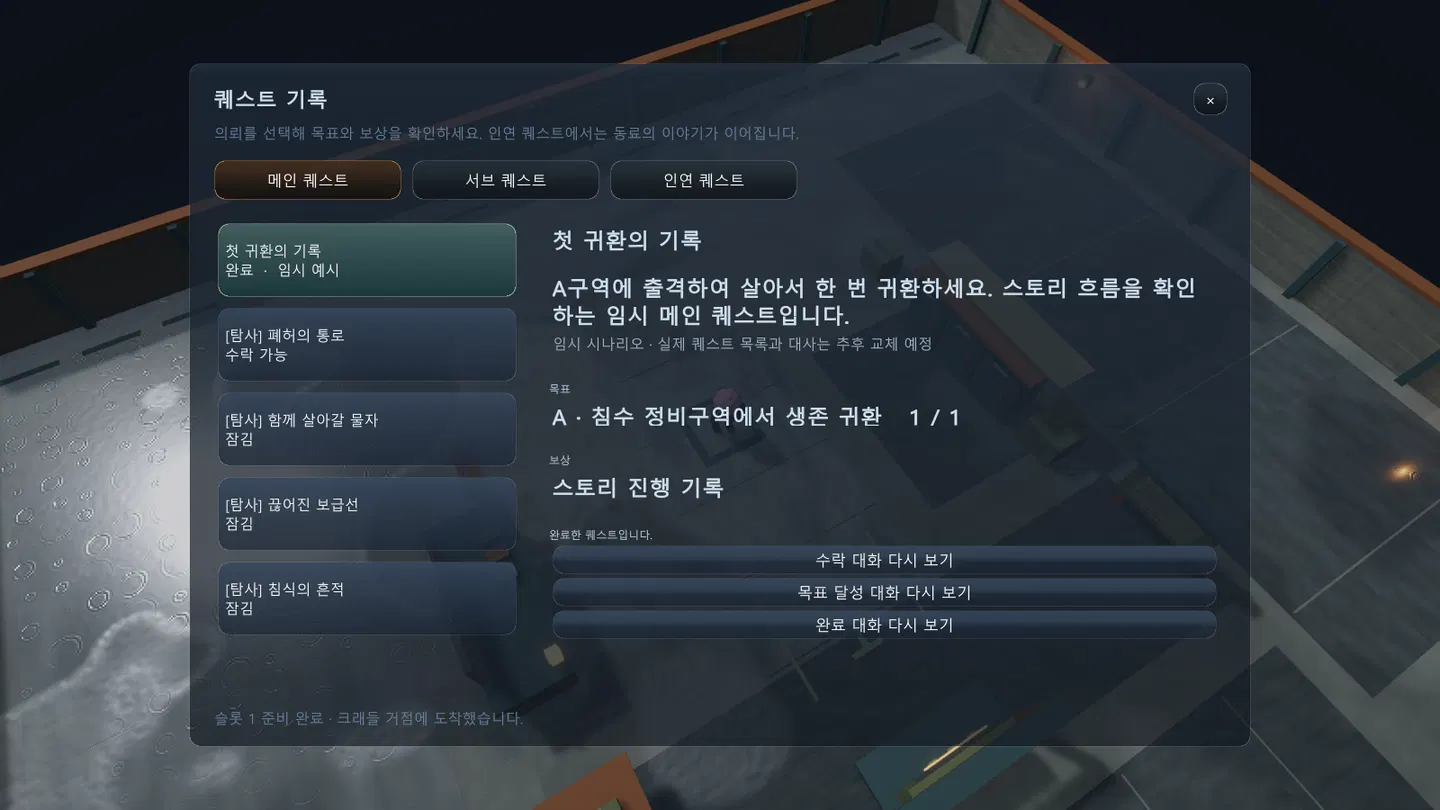 퀘스트 기록
×
의뢰를 선택해 목표와 보상을 확인하세요. 인연 퀘스트에서는 동료의 이야기가 이어집니다.
메인 퀘스트
서브 퀘스트
인연 퀘스트
첫 귀환의 기록
완료 · 임시 예시
[탐사] 폐허의 통로
수락 가능
[탐사] 함께 살아갈 물자
잠김
[탐사] 끊어진 보급선
잠김
[탐사] 침식의 흔적
잠김
첫 귀환의 기록
A구역에 출격하여 살아서 한 번 귀환하세요. 스토리 흐름을 확인
하는 임시 메인 퀘스트입니다.
임시 시나리오 · 실제 퀘스트 목록과 대사는 추후 교체 예정
목표
A · 침수 정비구역에서 생존 귀환 1 / 1
보상
스토리 진행 기록
완료한 퀘스트입니다.
수락 대화 다시 보기
목표 달성 대화 다시 보기
완료 대화 다시 보기
슬롯 1 준비 완료 · 크래들 거점에 도착했습니다.